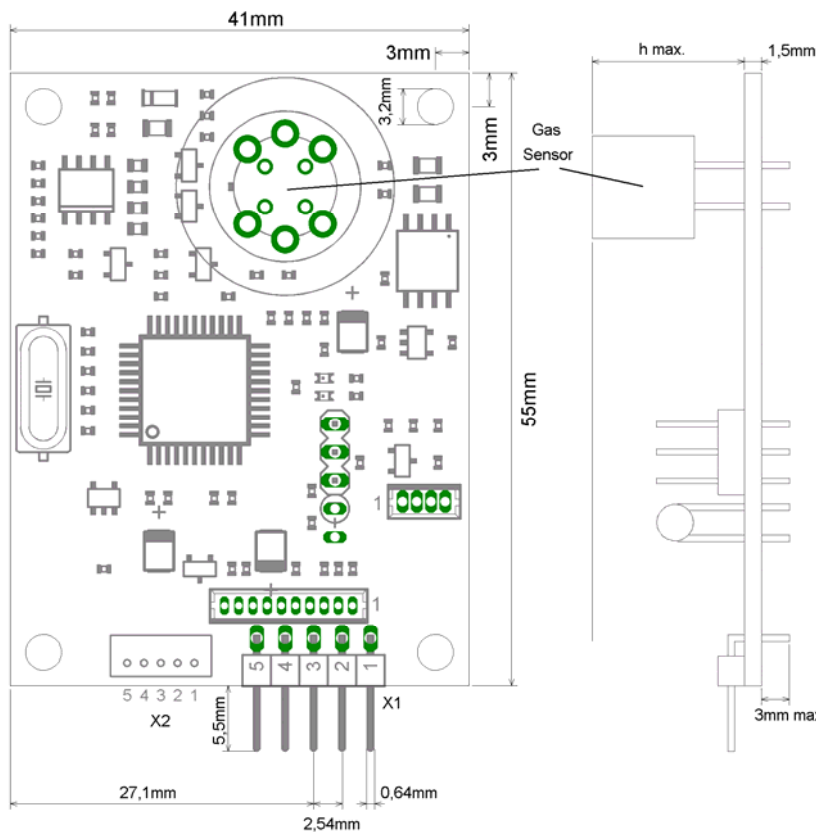 41mm
3mm
h max.
1,5mm
3,2mm
3mm
Gas
Sensor
55mm
1
1
5 4 3 2 1
5 4 3 2 1
X2
X1
5,5mm
3mm max
27,1mm
0,64mm
2,54mm